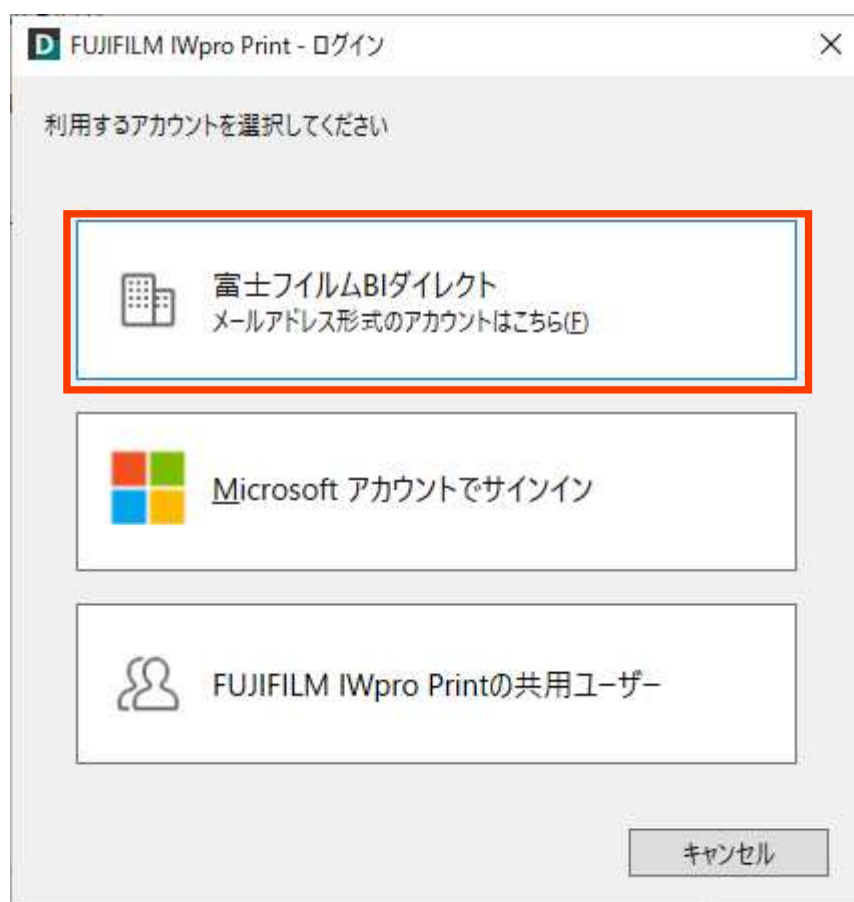 D FUJIFILM IWpro Print - ログイン
利用するアカウントを選択してください
富士フイルムBIダイレクト
メールアドレス形式のアカウントはこちら(F)
Microsoft アカウントでサインイン
FUJIFILM IWpro Printの共用ユーザー
キャンセル